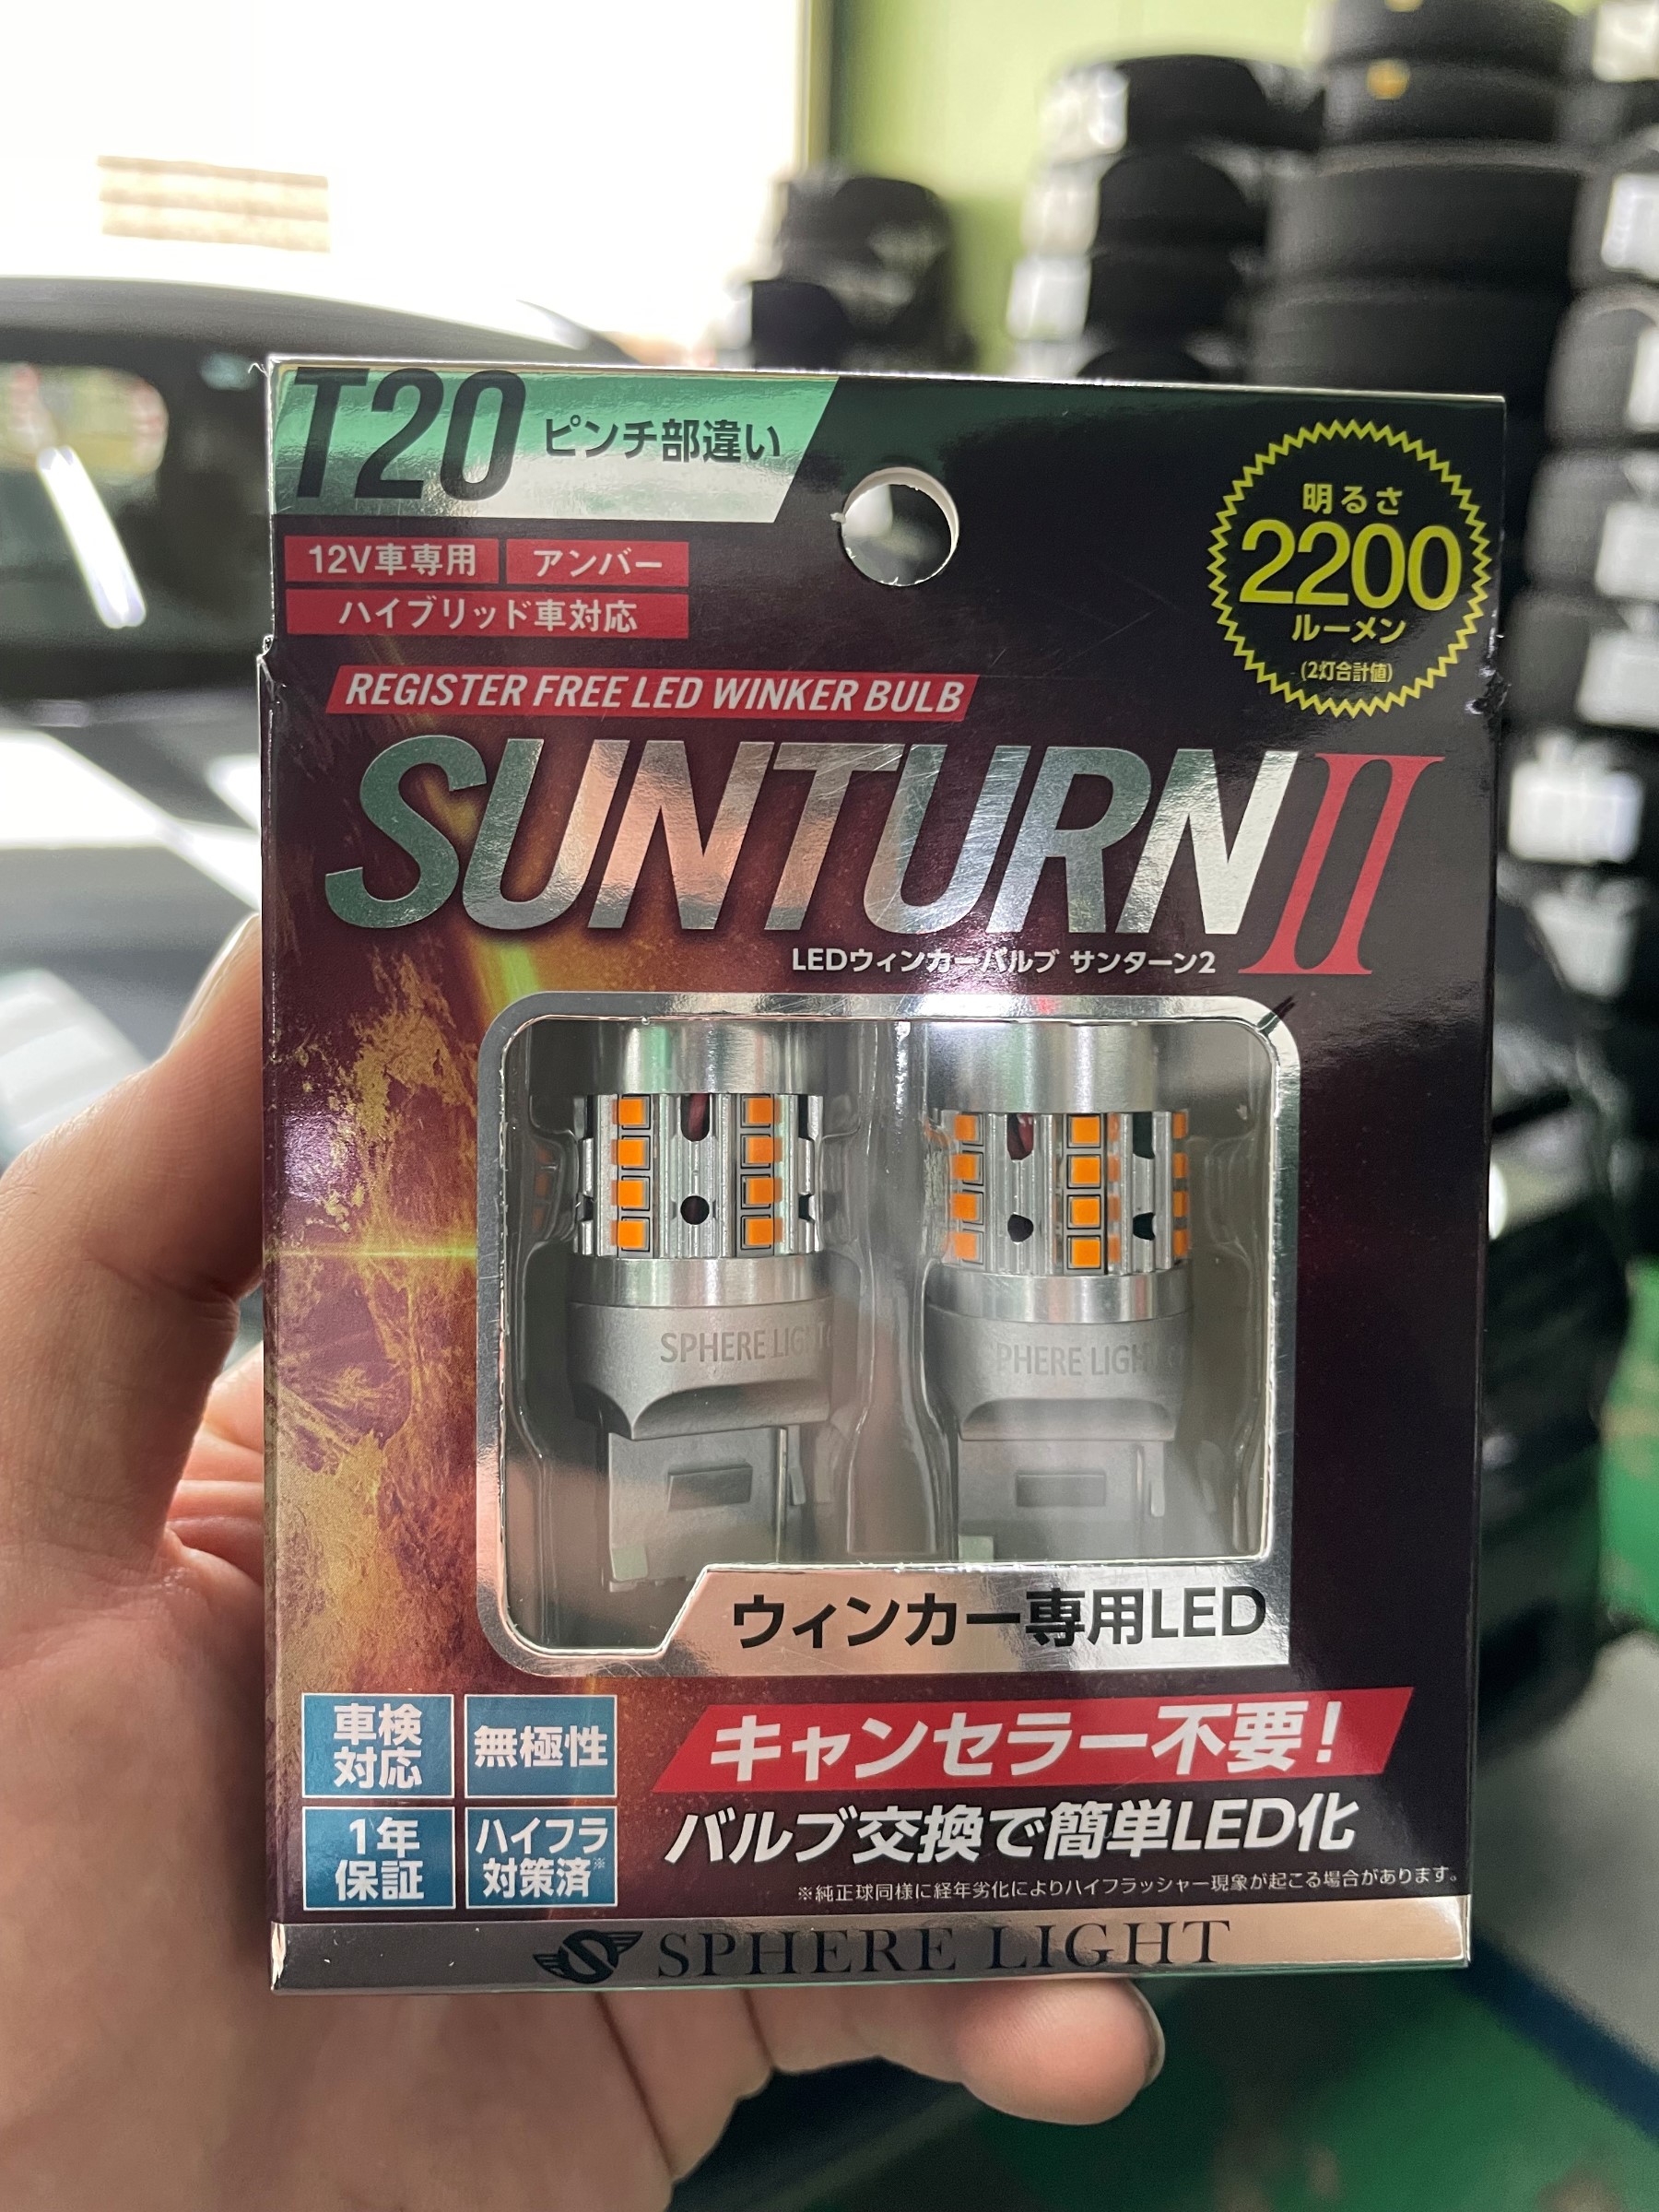 T20 ピンチ部違い
12V車専用 アンバー
ハイブリッド車対応
明るさ
2200
ルーメン
(2灯合計値)
REGISTER FREE LED WINKER BULB
SUNTURN II
LEDウィンカーバルブ サンターン2
SPHERE LIGHT
SPHERE LIGHT
ウィンカー専用LED
車検
対応
無極性
1年
保証
ハイフラ
対策済※
キャンセラー不要!
バルブ交換で簡単LED化
※純正球同様に経年劣化によりハイフラッシャー現象が起こる場合があります。
SPHERE LIGHT